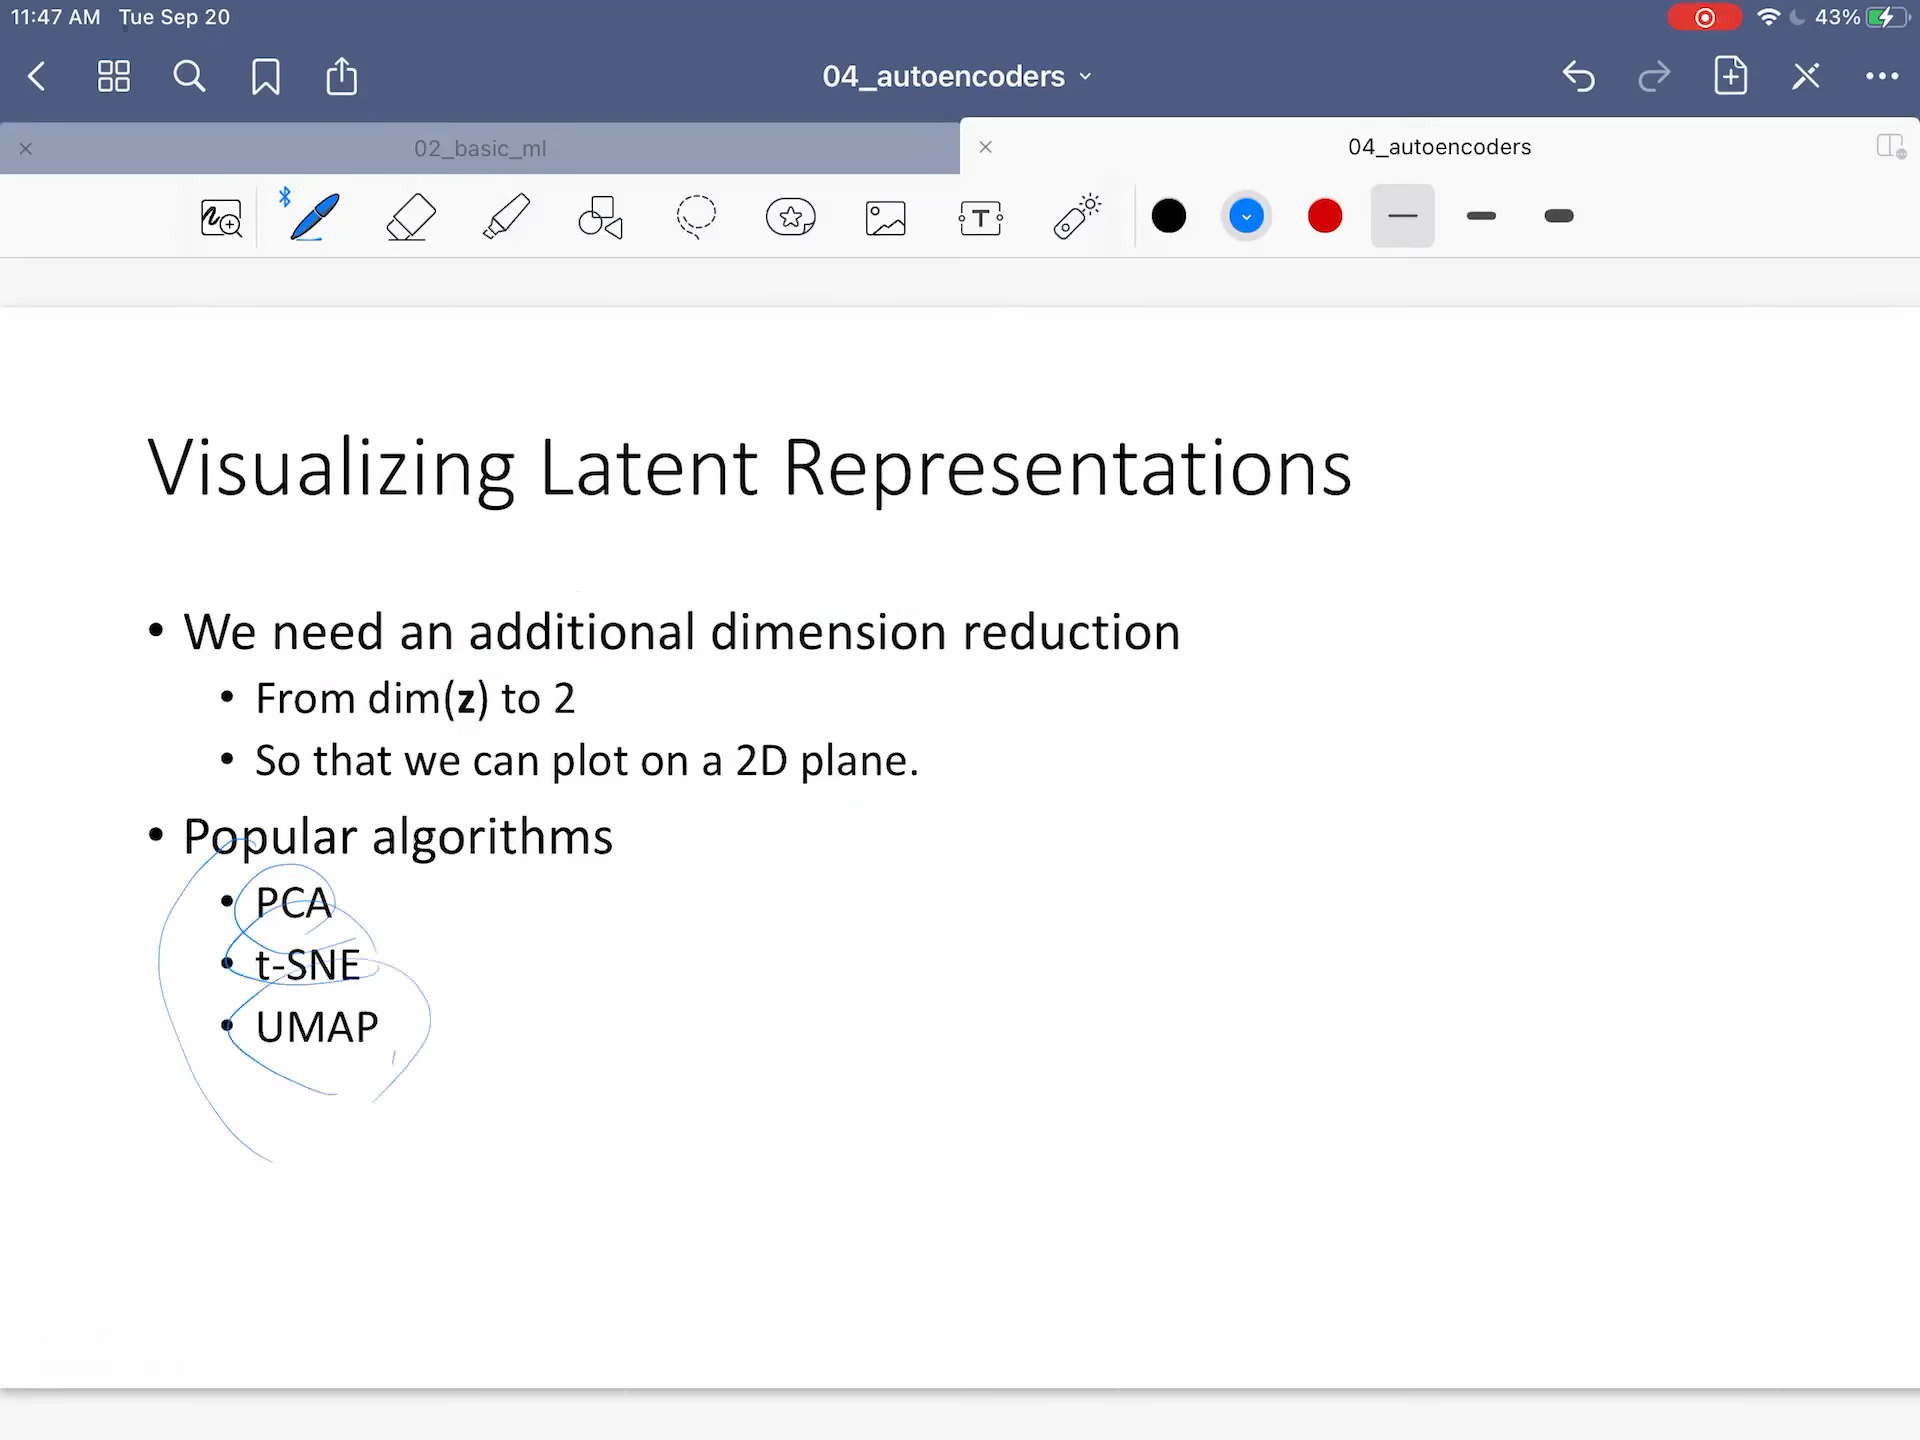 11:47 AM Tue Sep 20
43%
04_autoencoders
02_basic_ml
04_autoencoders
T
Visualizing Latent Representations
• We need an additional dimension reduction
• From dim(z) to 2
• So that we can plot on a 2D plane.
• Popular algorithms
• PCA
• t-SNE
• UMAP